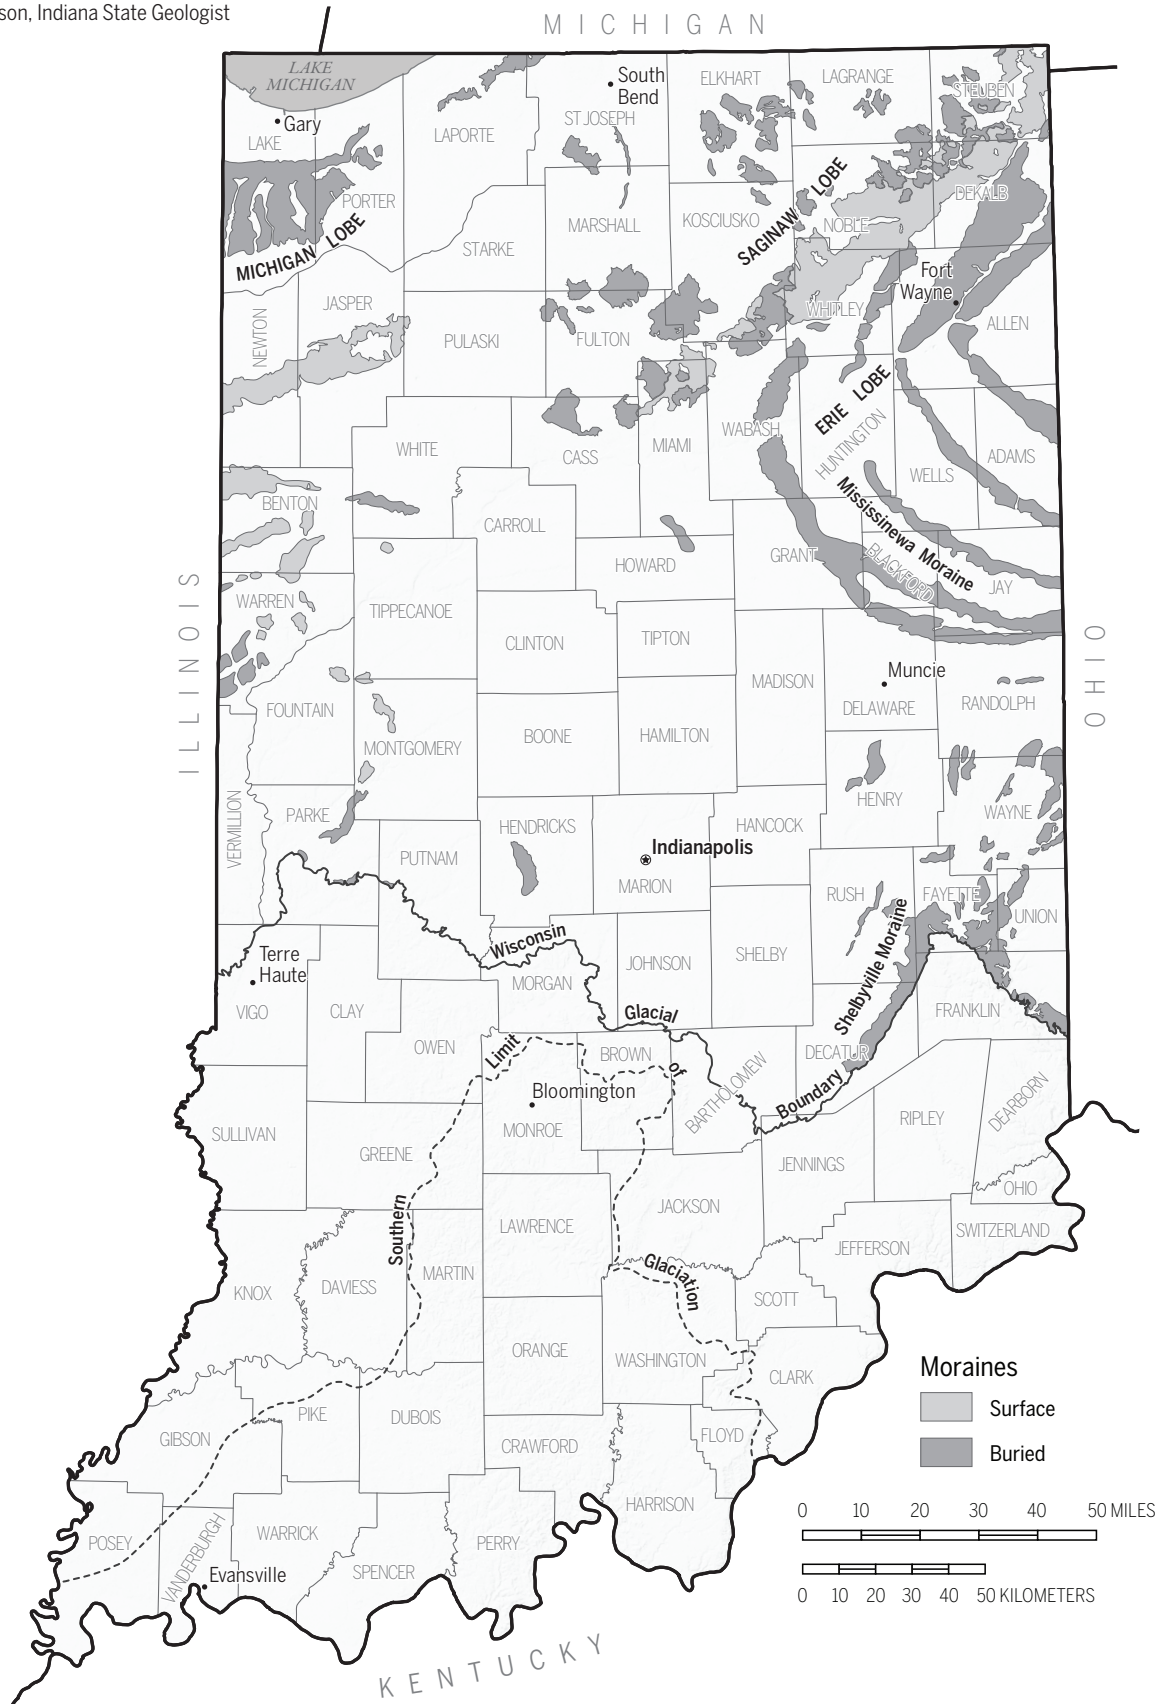 son, Indiana State Geologist
MICHIGAN
LAKE
MICHIGAN
South
Bend
ELKHART
LAGRANGE
STEUBEN
Gary
LAKE
LAPORTE
ST JOSEPH
PORTER
MICHIGAN LOBE
STARKE
MARSHALL
KOSCIUSKO
SAGINAW LOBE
NOBLE
DEKALB
Fort
Wayne
NEWTON
JASPER
PULASKI
FULTON
WHITLEY
ALLEN
ERIE LOBE
WHITE
CASS
MIAMI
WABASH
HUNTINGTON
WELLS
ADAMS
BENTON
CARROLL
Mississinewa Moraine
HOWARD
GRANT
BLACKFORD
JAY
ILLINOIS
WARREN
TIPPECANOE
CLINTON
TIPTON
OHIO
MADISON
Muncie
DELAWARE
RANDOLPH
FOUNTAIN
MONTGOMERY
BOONE
HAMILTON
VERMILLION
PARKE
HENDRICKS
HANCOCK
HENRY
WAYNE
PUTNAM
Indianapolis
MARION
RUSH
FAYETTE
UNION
Wisconsin
Terre
Haute
MORGAN
JOHNSON
SHELBY
Shelbyville Moraine
VIGO
CLAY
Glacial
FRANKLIN
OWEN
Limit
BROWN
of
BARTHOLOMEW
DECATUR
Boundary
Bloomington
MONROE
RIPLEY
DEARBORN
SULLIVAN
GREENE
JENNINGS
OHIO
Southern
LAWRENCE
JACKSON
JEFFERSON
SWITZERLAND
KNOX
DAVIESS
MARTIN
Glaciation
SCOTT
ORANGE
WASHINGTON
CLARK
Moraines
Surface
Buried
GIBSON
PIKE
DUBOIS
CRAWFORD
FLOYD
HARRISON
POSEY
VANDERBURGH
WARRICK
SPENCER
PERRY
Evansville
0 10 20 30 40 50 MILES
0 10 20 30 40 50 KILOMETERS
KENTUCKY